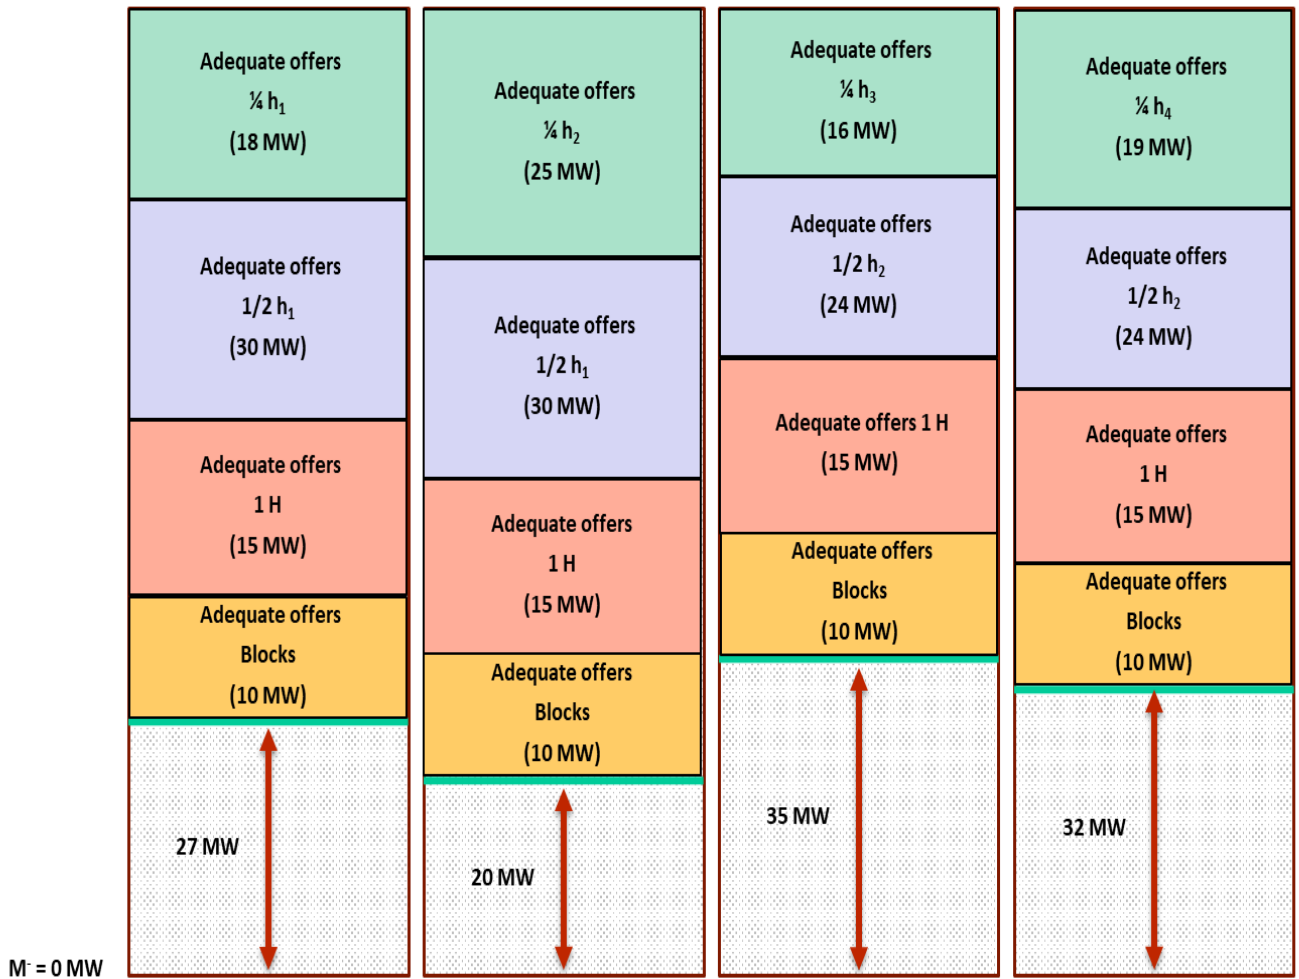 Adequate offers
¼ h₁
(18 MW)
Adequate offers
1/2 h₁
(30 MW)
Adequate offers
1 H
(15 MW)
Adequate offers
Blocks
(10 MW)
27 MW
Adequate offers
¼ h₂
(25 MW)
Adequate offers
1/2 h₁
(30 MW)
Adequate offers
1 H
(15 MW)
Adequate offers
Blocks
(10 MW)
20 MW
Adequate offers
¼ h₃
(16 MW)
Adequate offers
1/2 h₂
(24 MW)
Adequate offers 1 H
(15 MW)
Adequate offers
Blocks
(10 MW)
35 MW
Adequate offers
¼ h₄
(19 MW)
Adequate offers
1/2 h₂
(24 MW)
Adequate offers
1 H
(15 MW)
Adequate offers
Blocks
(10 MW)
32 MW
M⁻ = 0 MW